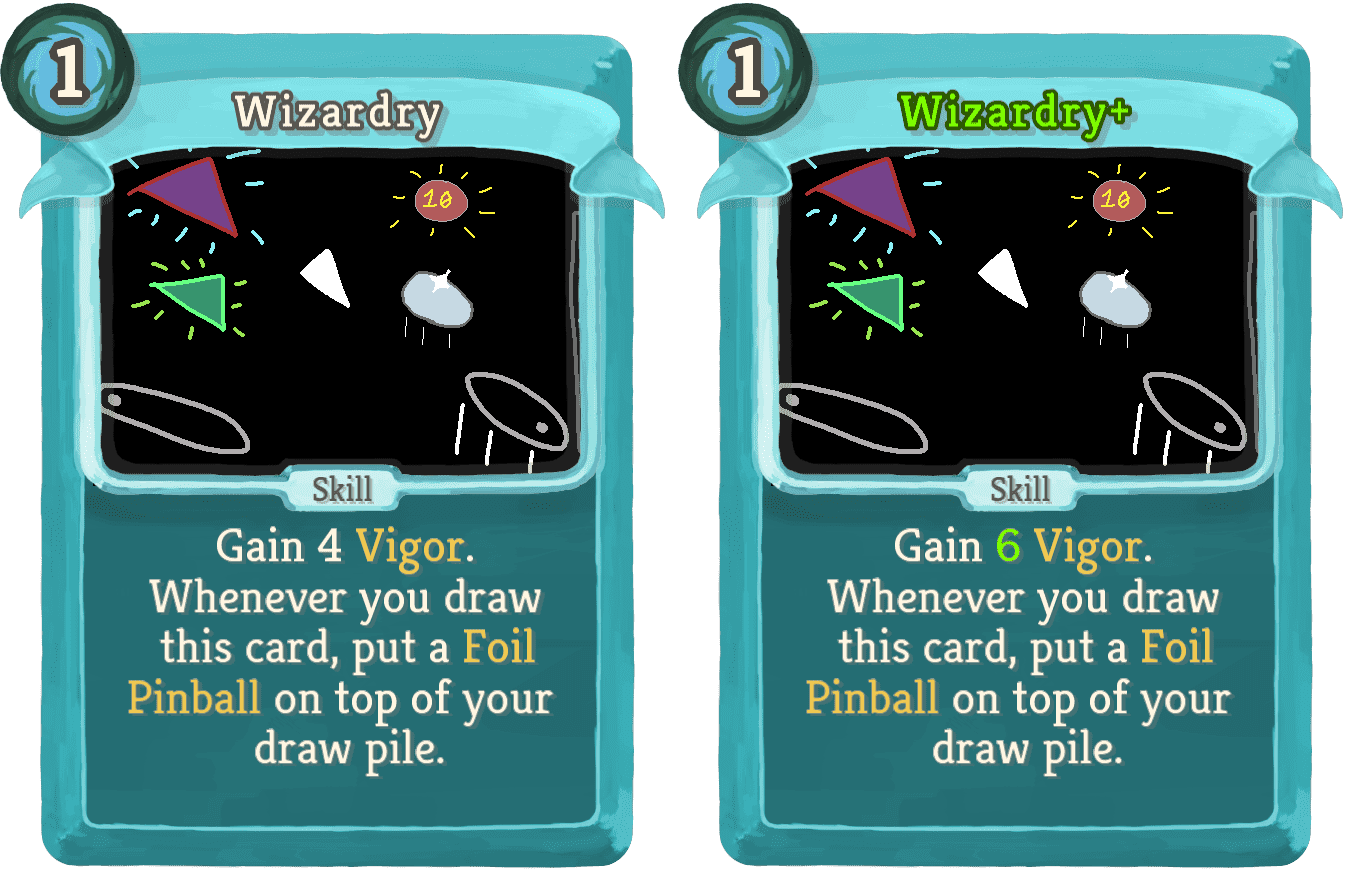 1
Wizardry
10
Skill
Gain 4 Vigor.
Whenever you draw
this card, put a Foil
Pinball on top of your
draw pile.
1
Wizardry+
10
Skill
Gain 6 Vigor.
Whenever you draw
this card, put a Foil
Pinball on top of your
draw pile.